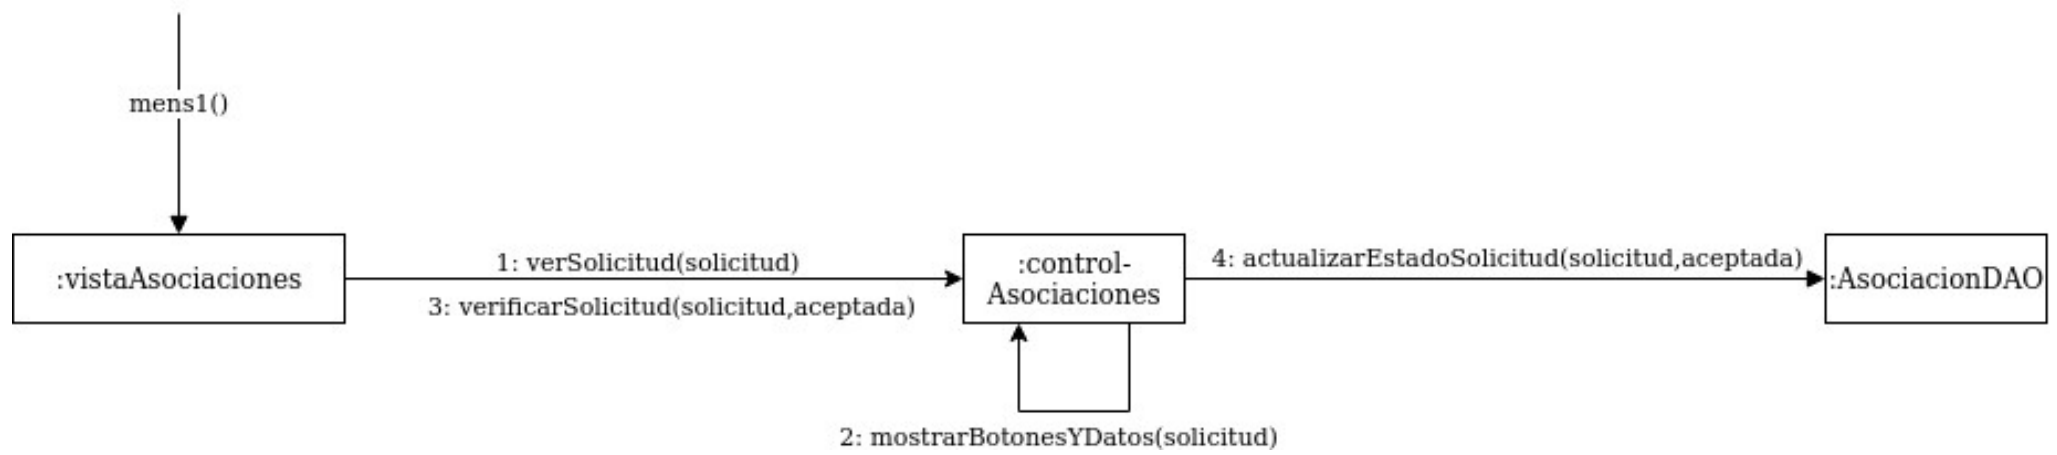 mens1()
:vistaAsociaciones
1: verSolicitud(solicitud)
3: verificarSolicitud(solicitud,aceptada)
:control-
Asociaciones
4: actualizarEstadoSolicitud(solicitud,aceptada)
:AsociacionDAO
2: mostrarBotonesYDatos(solicitud)